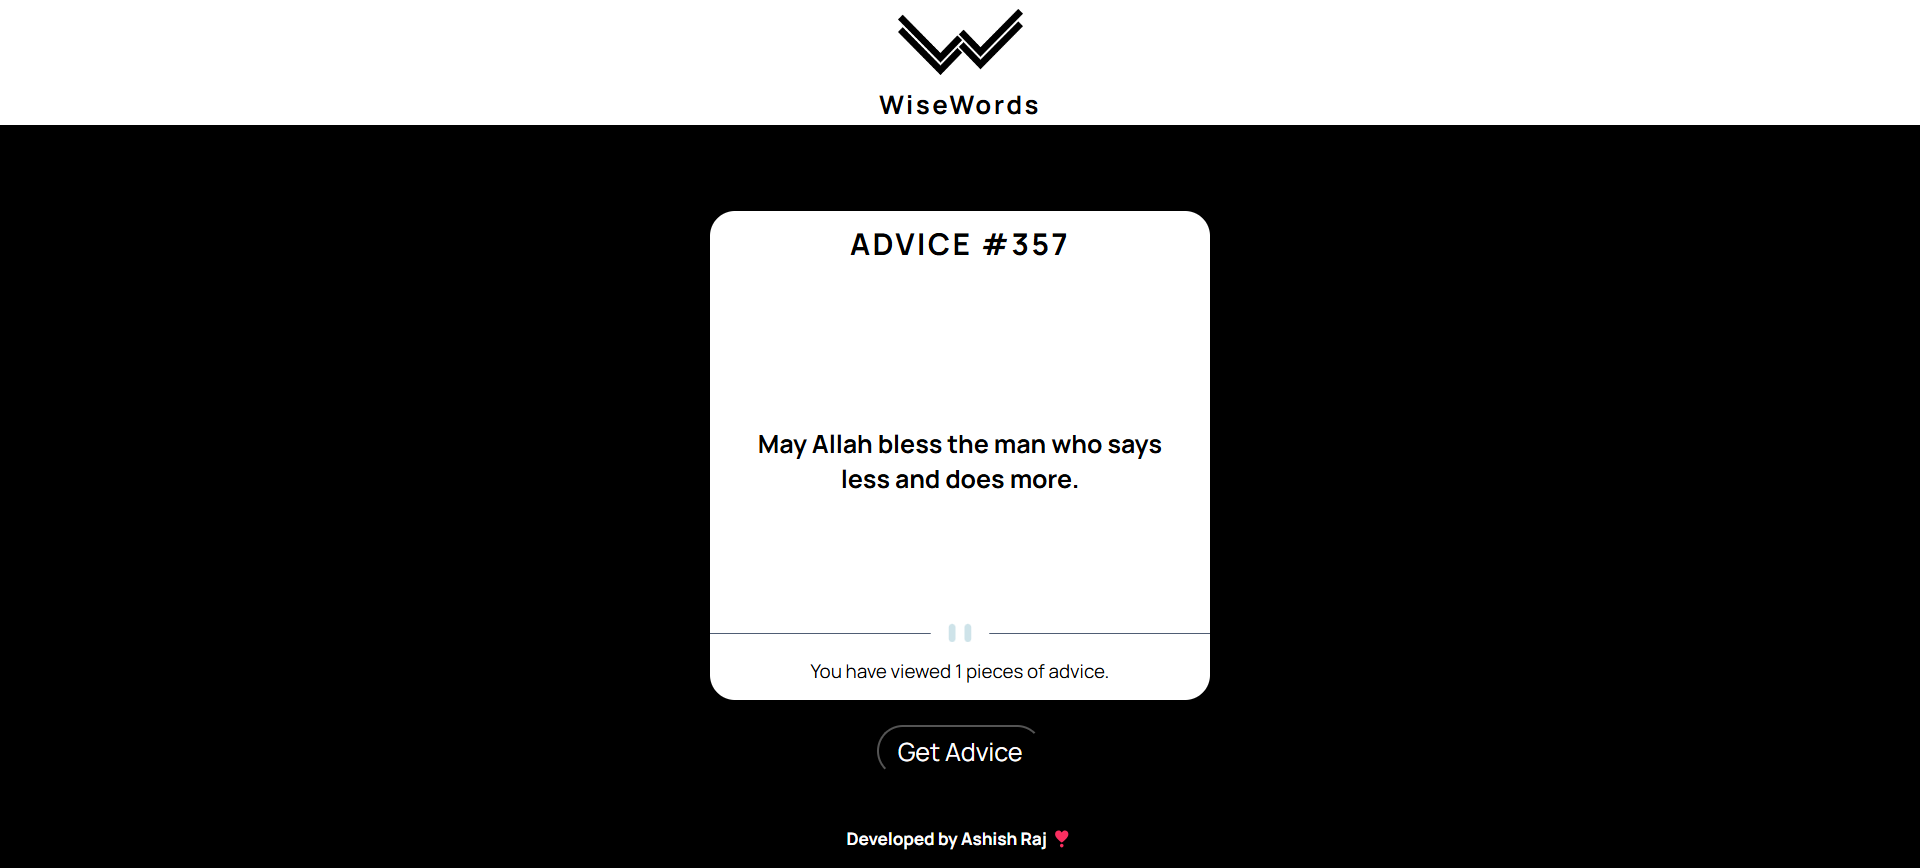 WiseWords
ADVICE #357
May Allah bless the man who says
less and does more.
You have viewed 1 pieces of advice.
Get Advice
Developed by Ashish Raj ❣️